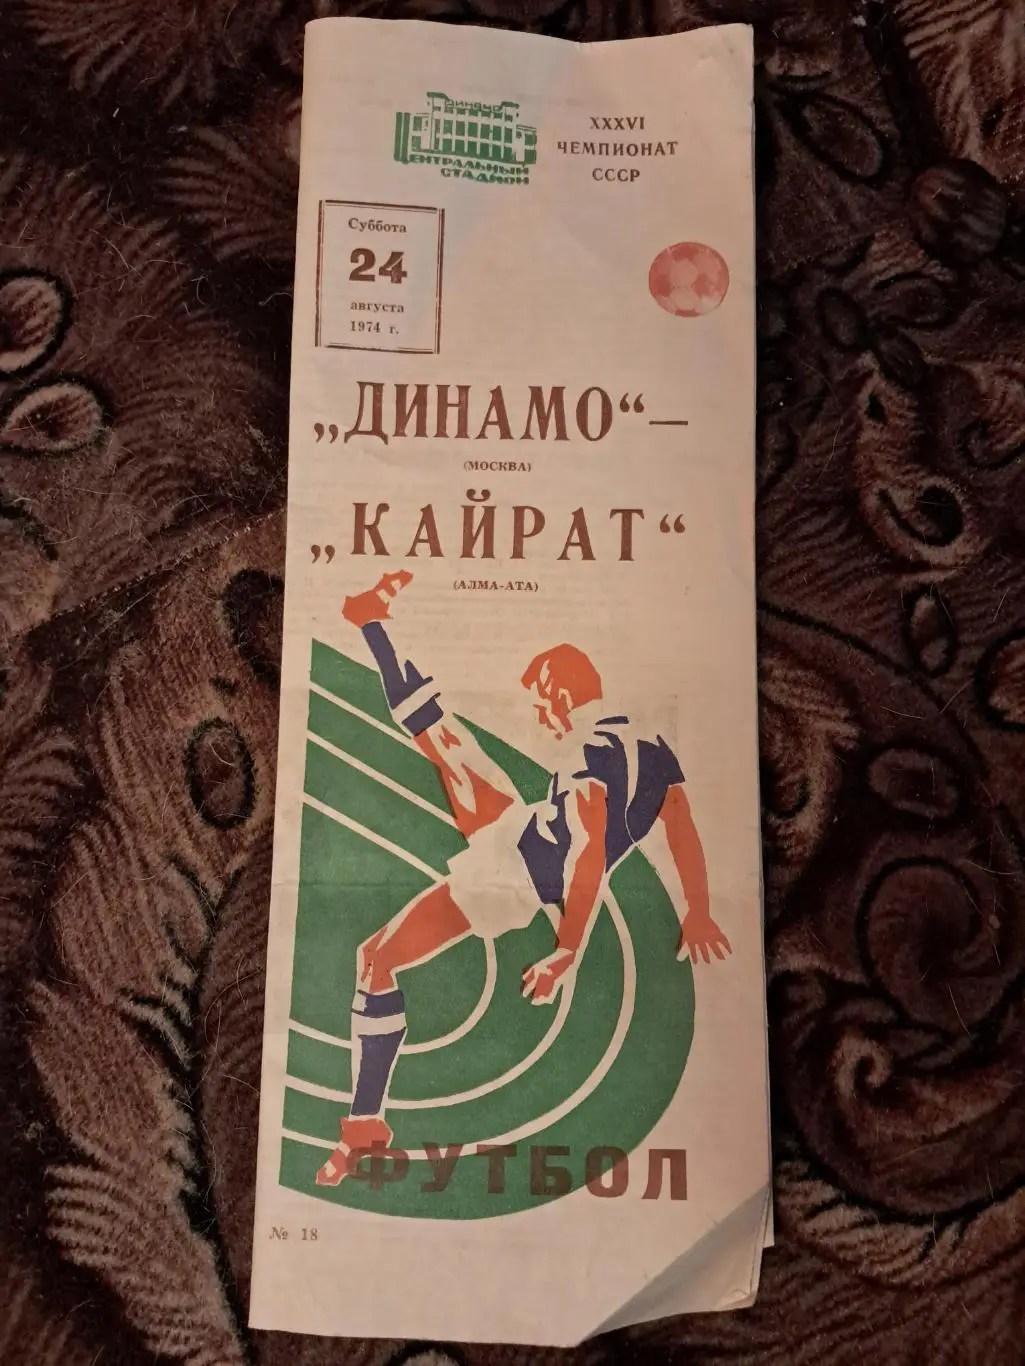 ДИНАМО
ЦЕНТРАЛЬНЫЙ
СТАДИОН
XXXVI
ЧЕМПИОНАТ
СССР
Суббота
24
августа
1974 г.
„ДИНАМО“ —
(МОСКВА)
„КАЙРАТ“
(АЛМА-АТА)
ФУТБОЛ
№ 18